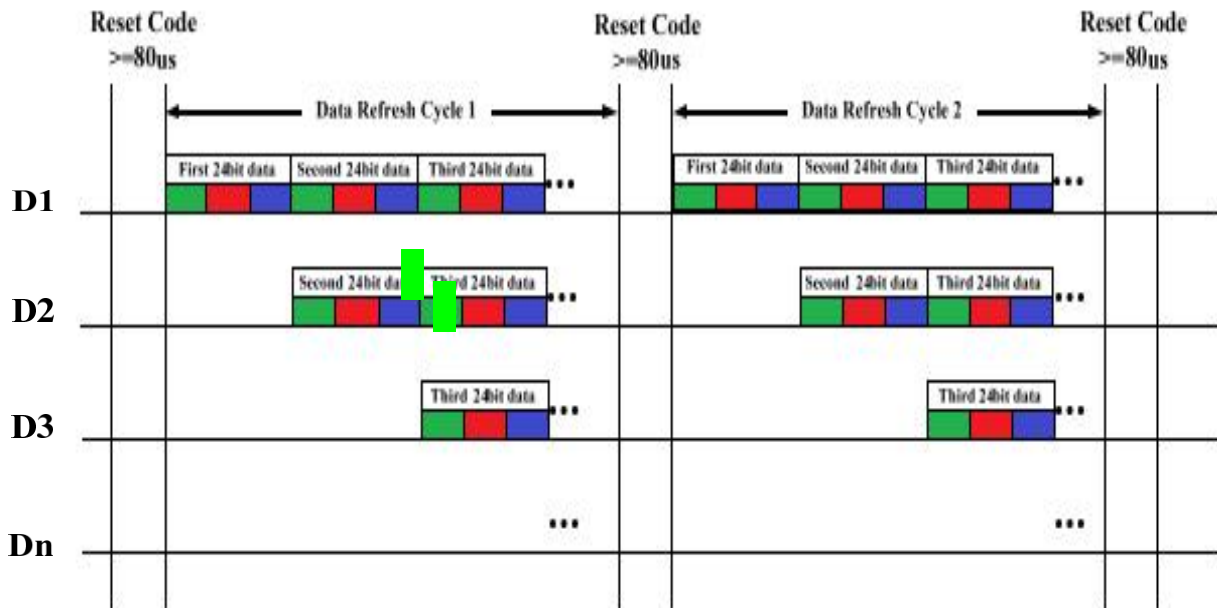 Reset Code Reset Code Reset Code
>=80us >=80us >=80us
Data Refresh Cycle 1 Data Refresh Cycle 2
First 24bit data Second 24bit data Third 24bit data ... First 24bit data Second 24bit data Third 24bit data ...
D1
Second 24bit Third 24bit data ... Second 24bit data Third 24bit data ...
D2
Third 24bit data ... Third 24bit data ...
D3
... ...
Dn